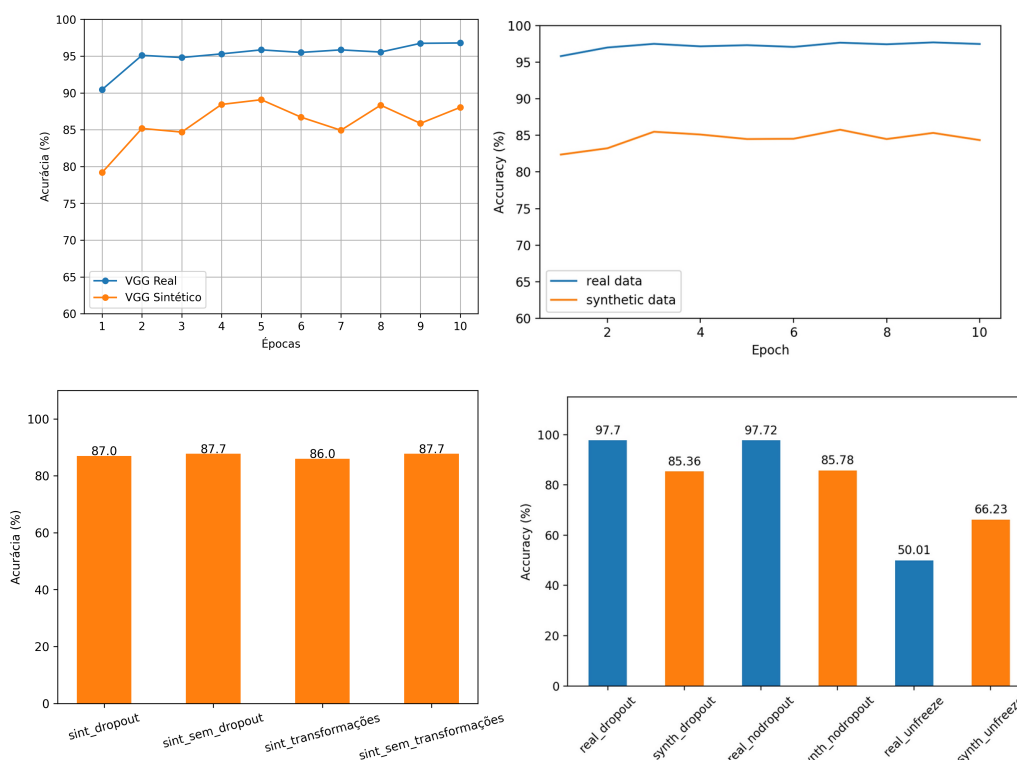 100
95
90
85
80
75
70
65
60
Acurácia (%)
VGG Real
VGG Sintético
1 2 3 4 5 6 7 8 9 10
Épocas
100
95
90
85
80
75
70
65
60
Accuracy (%)
real data
synthetic data
2 4 6 8 10
Epoch
100
80
60
40
20
0
Acurácia (%)
87.0 87.7 86.0 87.7
sint_dropout
sint_sem_dropout
sint_transformações
sint_sem_transformações
100
80
60
40
20
0
Accuracy (%)
97.7 85.36 97.72 85.78 50.01 66.23
real_dropout
synth_dropout
real_nodropout
synth_nodropout
real_unfreeze
synth_unfreeze